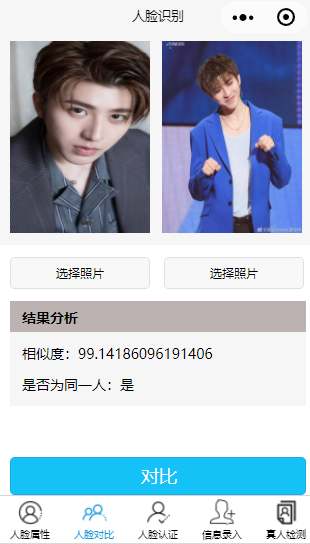 人脸识别
选择照片 选择照片
结果分析
相似度：99.14186096191406
是否为同一人：是
对比
人脸属性 人脸对比 人脸认证 信息录入 真人检测